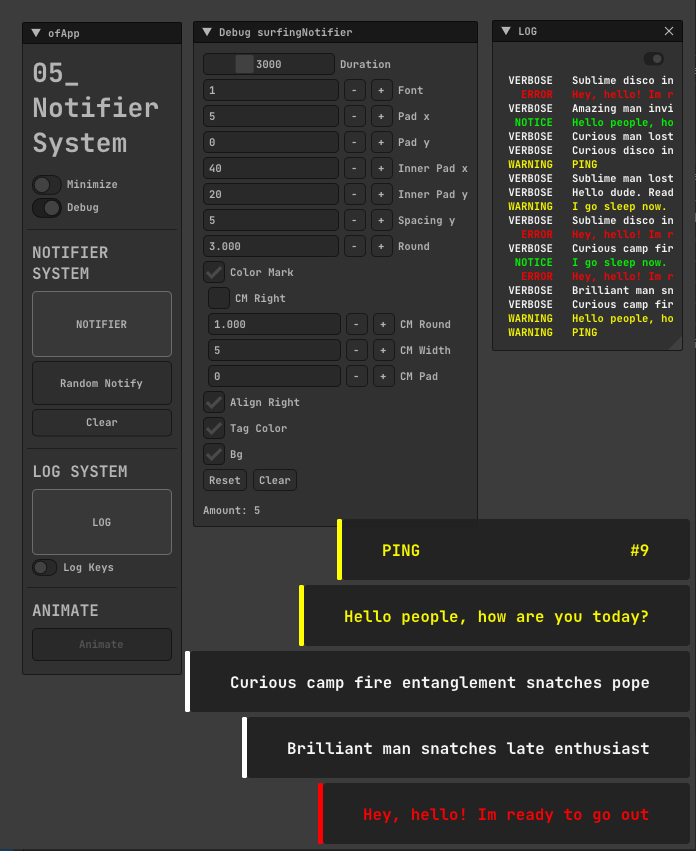 ofApp
05_
Notifier
System
Minimize
Debug
NOTIFIER
SYSTEM
NOTIFIER
Random Notify
Clear
LOG SYSTEM
LOG
Log Keys
ANIMATE
Animate
Debug surfingNotifier
3000 Duration
1 - + Font
5 - + Pad x
0 - + Pad y
40 - + Inner Pad x
20 - + Inner Pad y
5 - + Spacing y
3.000 - + Round
Color Mark
CM Right
1.000 - + CM Round
5 - + CM Width
0 - + CM Pad
Align Right
Tag Color
Bg
Reset Clear
Amount: 5
LOG
VERBOSE Sublime disco in
ERROR Hey, hello! Im r
VERBOSE Amazing man invi
NOTICE Hello people, ho
VERBOSE Curious man lost
VERBOSE Curious disco in
WARNING PING
VERBOSE Sublime man lost
VERBOSE Hello dude. Read
WARNING I go sleep now.
VERBOSE Sublime disco in
ERROR Hey, hello! Im r
VERBOSE Curious camp fir
NOTICE I go sleep now.
ERROR Hey, hello! Im r
VERBOSE Brilliant man sn
VERBOSE Curious camp fir
WARNING Hello people, ho
WARNING PING
PING #9
Hello people, how are you today?
Curious camp fire entanglement snatches pope
Brilliant man snatches late enthusiast
Hey, hello! Im ready to go out